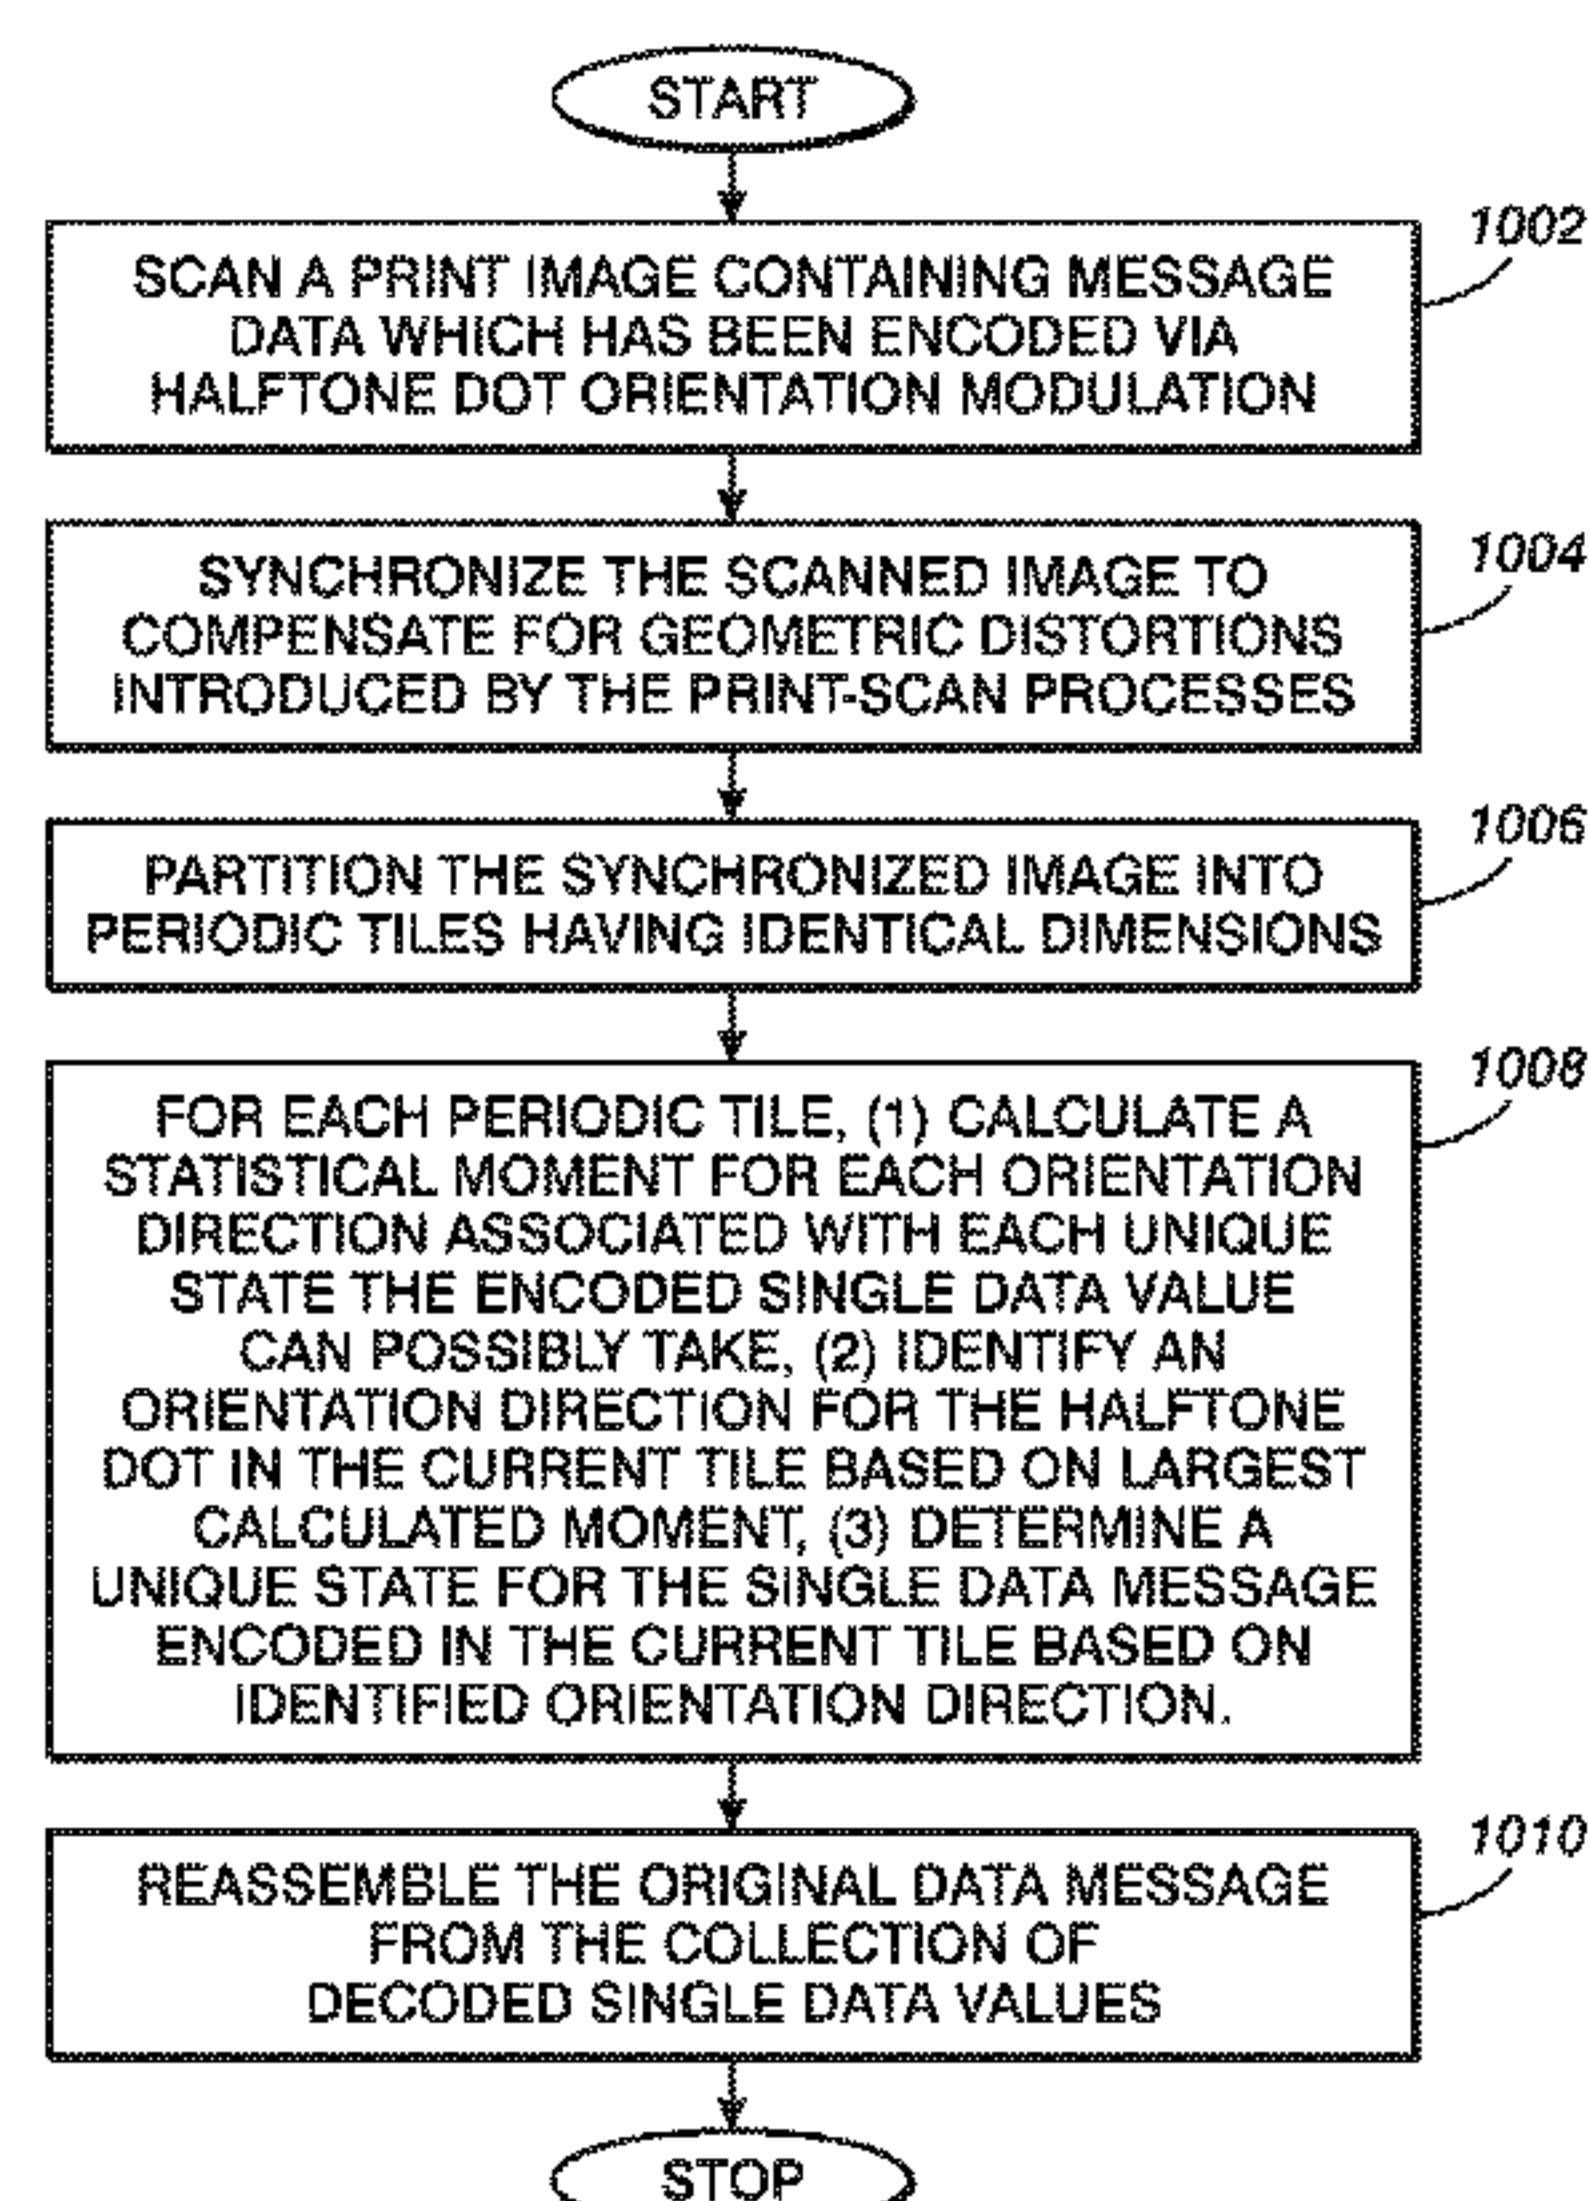 START
1002
SCAN A PRINT IMAGE CONTAINING MESSAGE
DATA WHICH HAS BEEN ENCODED VIA
HALFTONE DOT ORIENTATION MODULATION
1004
SYNCHRONIZE THE SCANNED IMAGE TO
COMPENSATE FOR GEOMETRIC DISTORTIONS
INTRODUCED BY THE PRINT-SCAN PROCESSES
1006
PARTITION THE SYNCHRONIZED IMAGE INTO
PERIODIC TILES HAVING IDENTICAL DIMENSIONS
1008
FOR EACH PERIODIC TILE, (1) CALCULATE A
STATISTICAL MOMENT FOR EACH ORIENTATION
DIRECTION ASSOCIATED WITH EACH UNIQUE
STATE THE ENCODED SINGLE DATA VALUE
CAN POSSIBLY TAKE, (2) IDENTIFY AN
ORIENTATION DIRECTION FOR THE HALFTONE
DOT IN THE CURRENT TILE BASED ON LARGEST
CALCULATED MOMENT, (3) DETERMINE A
UNIQUE STATE FOR THE SINGLE DATA MESSAGE
ENCODED IN THE CURRENT TILE BASED ON
IDENTIFIED ORIENTATION DIRECTION.
1010
REASSEMBLE THE ORIGINAL DATA MESSAGE
FROM THE COLLECTION OF
DECODED SINGLE DATA VALUES
STOP